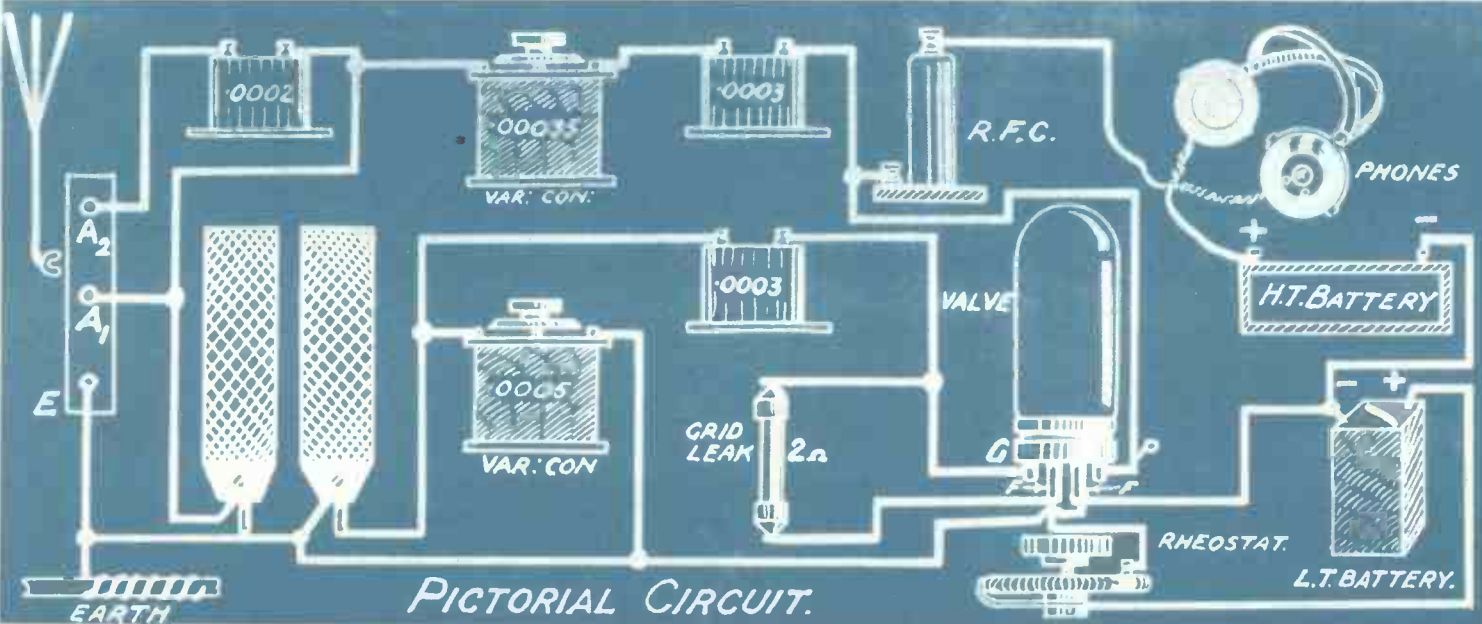 .0002
.00035
VAR: CON:
.0003
R.F.C.
PHONES
+
-
H.T. BATTERY
A2
A1
E
.0005
VAR: CON
.0003
VALVE
GRID
LEAK
2Ω
G
P
F
F
- +
RHEOSTAT.
L.T. BATTERY.
EARTH
PICTORIAL CIRCUIT.